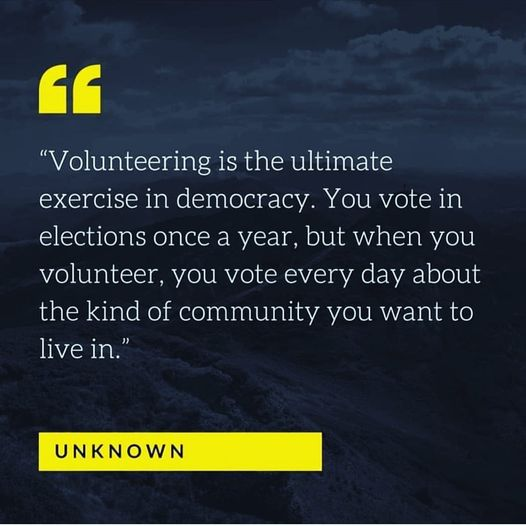 “Volunteering is the ultimate
exercise in democracy. You vote in
elections once a year, but when you
volunteer, you vote every day about
the kind of community you want to
live in.”
UNKNOWN